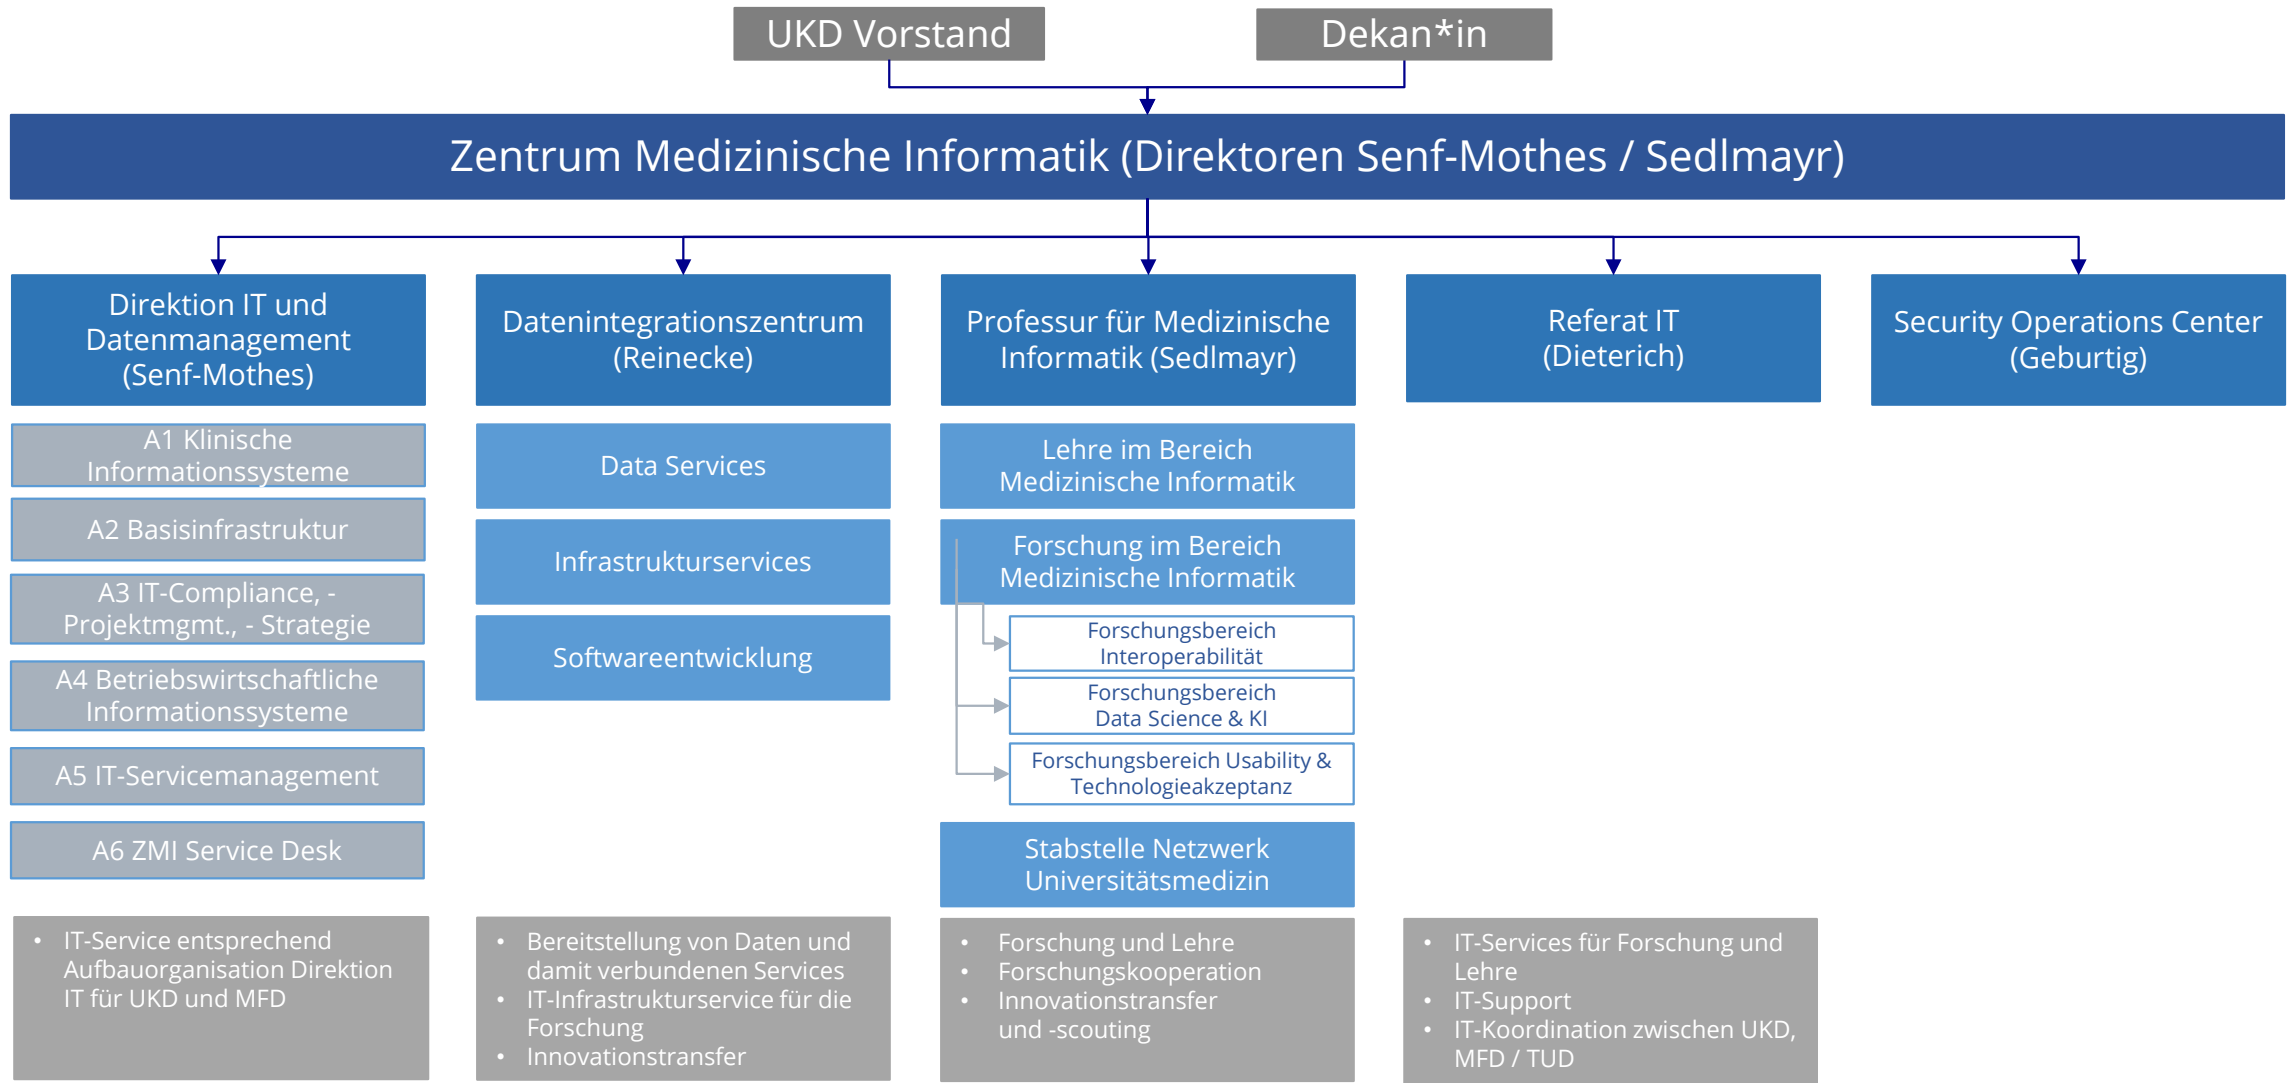 UKD Vorstand
Dekan*in
Zentrum Medizinische Informatik (Direktoren Senf-Mothes / Sedlmayr)
Direktion IT und
Datenmanagement
(Senf-Mothes)
A1 Klinische
Informationssysteme
A2 Basisinfrastruktur
A3 IT-Compliance, -
Projektmgmt., - Strategie
A4 Betriebswirtschaftliche
Informationssysteme
A5 IT-Servicemanagement
A6 ZMI Service Desk
• IT-Service entsprechend
Aufbauorganisation Direktion
IT für UKD und MFD
Datenintegrationszentrum
(Reinecke)
Data Services
Infrastrukturservices
Softwareentwicklung
• Bereitstellung von Daten und
damit verbundenen Services
• IT-Infrastrukturservice für die
Forschung
• Innovationstransfer
Professur für Medizinische
Informatik (Sedlmayr)
Lehre im Bereich
Medizinische Informatik
Forschung im Bereich
Medizinische Informatik
Forschungsbereich
Interoperabilität
Forschungsbereich
Data Science & KI
Forschungsbereich Usability &
Technologieakzeptanz
Stabstelle Netzwerk
Universitätsmedizin
• Forschung und Lehre
• Forschungskooperation
• Innovationstransfer
und -scouting
Referat IT
(Dieterich)
• IT-Services für Forschung und
Lehre
• IT-Support
• IT-Koordination zwischen UKD,
MFD / TUD
Security Operations Center
(Geburtig)